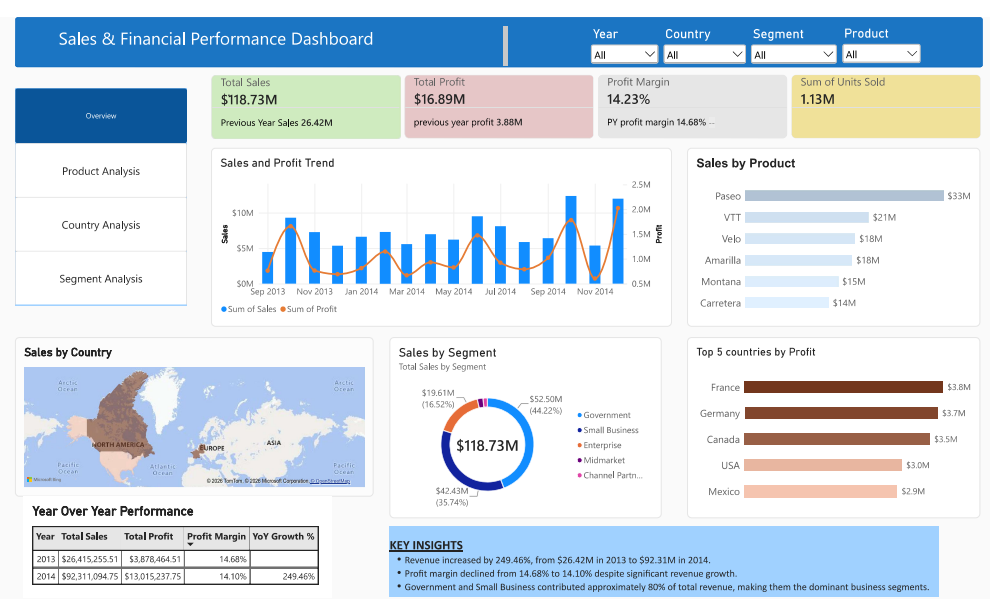 Sales & Financial Performance Dashboard
Year Country Segment Product
All All All All
Overview
Product Analysis
Country Analysis
Segment Analysis
Total Sales
$118.73M
Previous Year Sales 26.42M
Total Profit
$16.89M
previous year profit 3.88M
Profit Margin
14.23%
PY profit margin 14.68% --
Sum of Units Sold
1.13M
Sales and Profit Trend
2.5M
$10M 2.0M
1.5M
$5M 1.0M
$0M 0.5M
Sales
Profit
Sep 2013 Nov 2013 Jan 2014 Mar 2014 May 2014 Jul 2014 Sep 2014 Nov 2014
Sum of Sales Sum of Profit
Sales by Product
Paseo $33M
VTT $21M
Velo $18M
Amarilla $18M
Montana $15M
Carretera $14M
Sales by Country
Arctic
Ocean
Arctic
Ocean
NORTH AMERICA
EUROPE
ASIA
Pacific
Ocean
Atlantic
Ocean
Pacific
Ocean
Microsoft Bing
© 2026 TomTom, © 2026 Microsoft Corporation, © OpenStreetMap
Sales by Segment
Total Sales by Segment
$19.61M
(16.52%)
$52.50M
(44.22%)
$118.73M
$42.43M
(35.74%)
Government
Small Business
Enterprise
Midmarket
Channel Partn...
Top 5 countries by Profit
France $3.8M
Germany $3.7M
Canada $3.5M
USA $3.0M
Mexico $2.9M
Year Over Year Performance
Year Total Sales Total Profit Profit Margin YoY Growth %
2013 $26,415,255.51 $3,878,464.51 14.68%
2014 $92,311,094.75 $13,015,237.75 14.10% 249.46%
KEY INSIGHTS
• Revenue increased by 249.46%, from $26.42M in 2013 to $92.31M in 2014.
• Profit margin declined from 14.68% to 14.10% despite significant revenue growth.
• Government and Small Business contributed approximately 80% of total revenue, making them the dominant business segments.